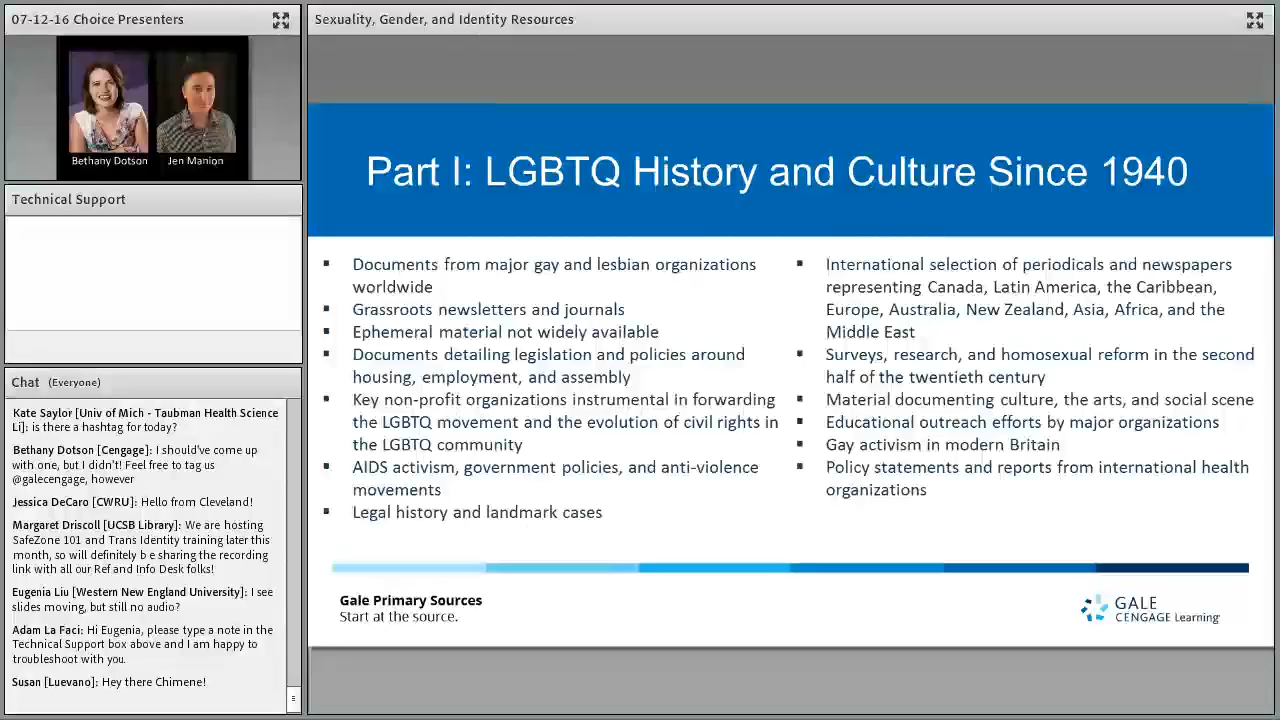 07-12-16 Choice Presenters
Bethany Dotson
Jen Manion
Technical Support
Chat (Everyone)
Kate Saylor [Univ of Mich - Taubman Health Science
Li]: is there a hashtag for today?
Bethany Dotson [Cengage]: I should've come up
with one, but I didn't! Feel free to tag us
@galecengage, however
Jessica DeCaro [CWRU]: Hello from Cleveland!
Margaret Driscoll [UCSB Library]: We are hosting
SafeZone 101 and Trans Identity training later this
month, so will definitely b e sharing the recording
link with all our Ref and Info Desk folks!
Eugenia Liu [Western New England University]: I see
slides moving, but still no audio?
Adam La Faci: Hi Eugenia, please type a note in the
Technical Support box above and I am happy to
troubleshoot with you.
Susan [Luevano]: Hey there Chimene!
Sexuality, Gender, and Identity Resources
Part I: LGBTQ History and Culture Since 1940
▪ Documents from major gay and lesbian organizations
worldwide
▪ Grassroots newsletters and journals
▪ Ephemeral material not widely available
▪ Documents detailing legislation and policies around
housing, employment, and assembly
▪ Key non-profit organizations instrumental in forwarding
the LGBTQ movement and the evolution of civil rights in
the LGBTQ community
▪ AIDS activism, government policies, and anti-violence
movements
▪ Legal history and landmark cases
▪ International selection of periodicals and newspapers
representing Canada, Latin America, the Caribbean,
Europe, Australia, New Zealand, Asia, Africa, and the
Middle East
▪ Surveys, research, and homosexual reform in the second
half of the twentieth century
▪ Material documenting culture, the arts, and social scene
▪ Educational outreach efforts by major organizations
▪ Gay activism in modern Britain
▪ Policy statements and reports from international health
organizations
Gale Primary Sources
Start at the source.
GALE
CENGAGE Learning